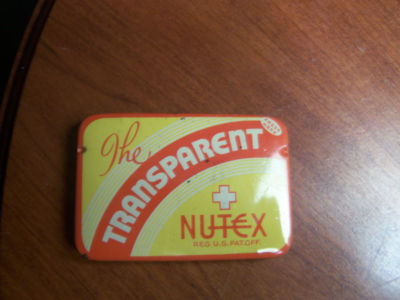 The
TRANSPARENT
NUTEX
REG. U.S. PAT. OFF.